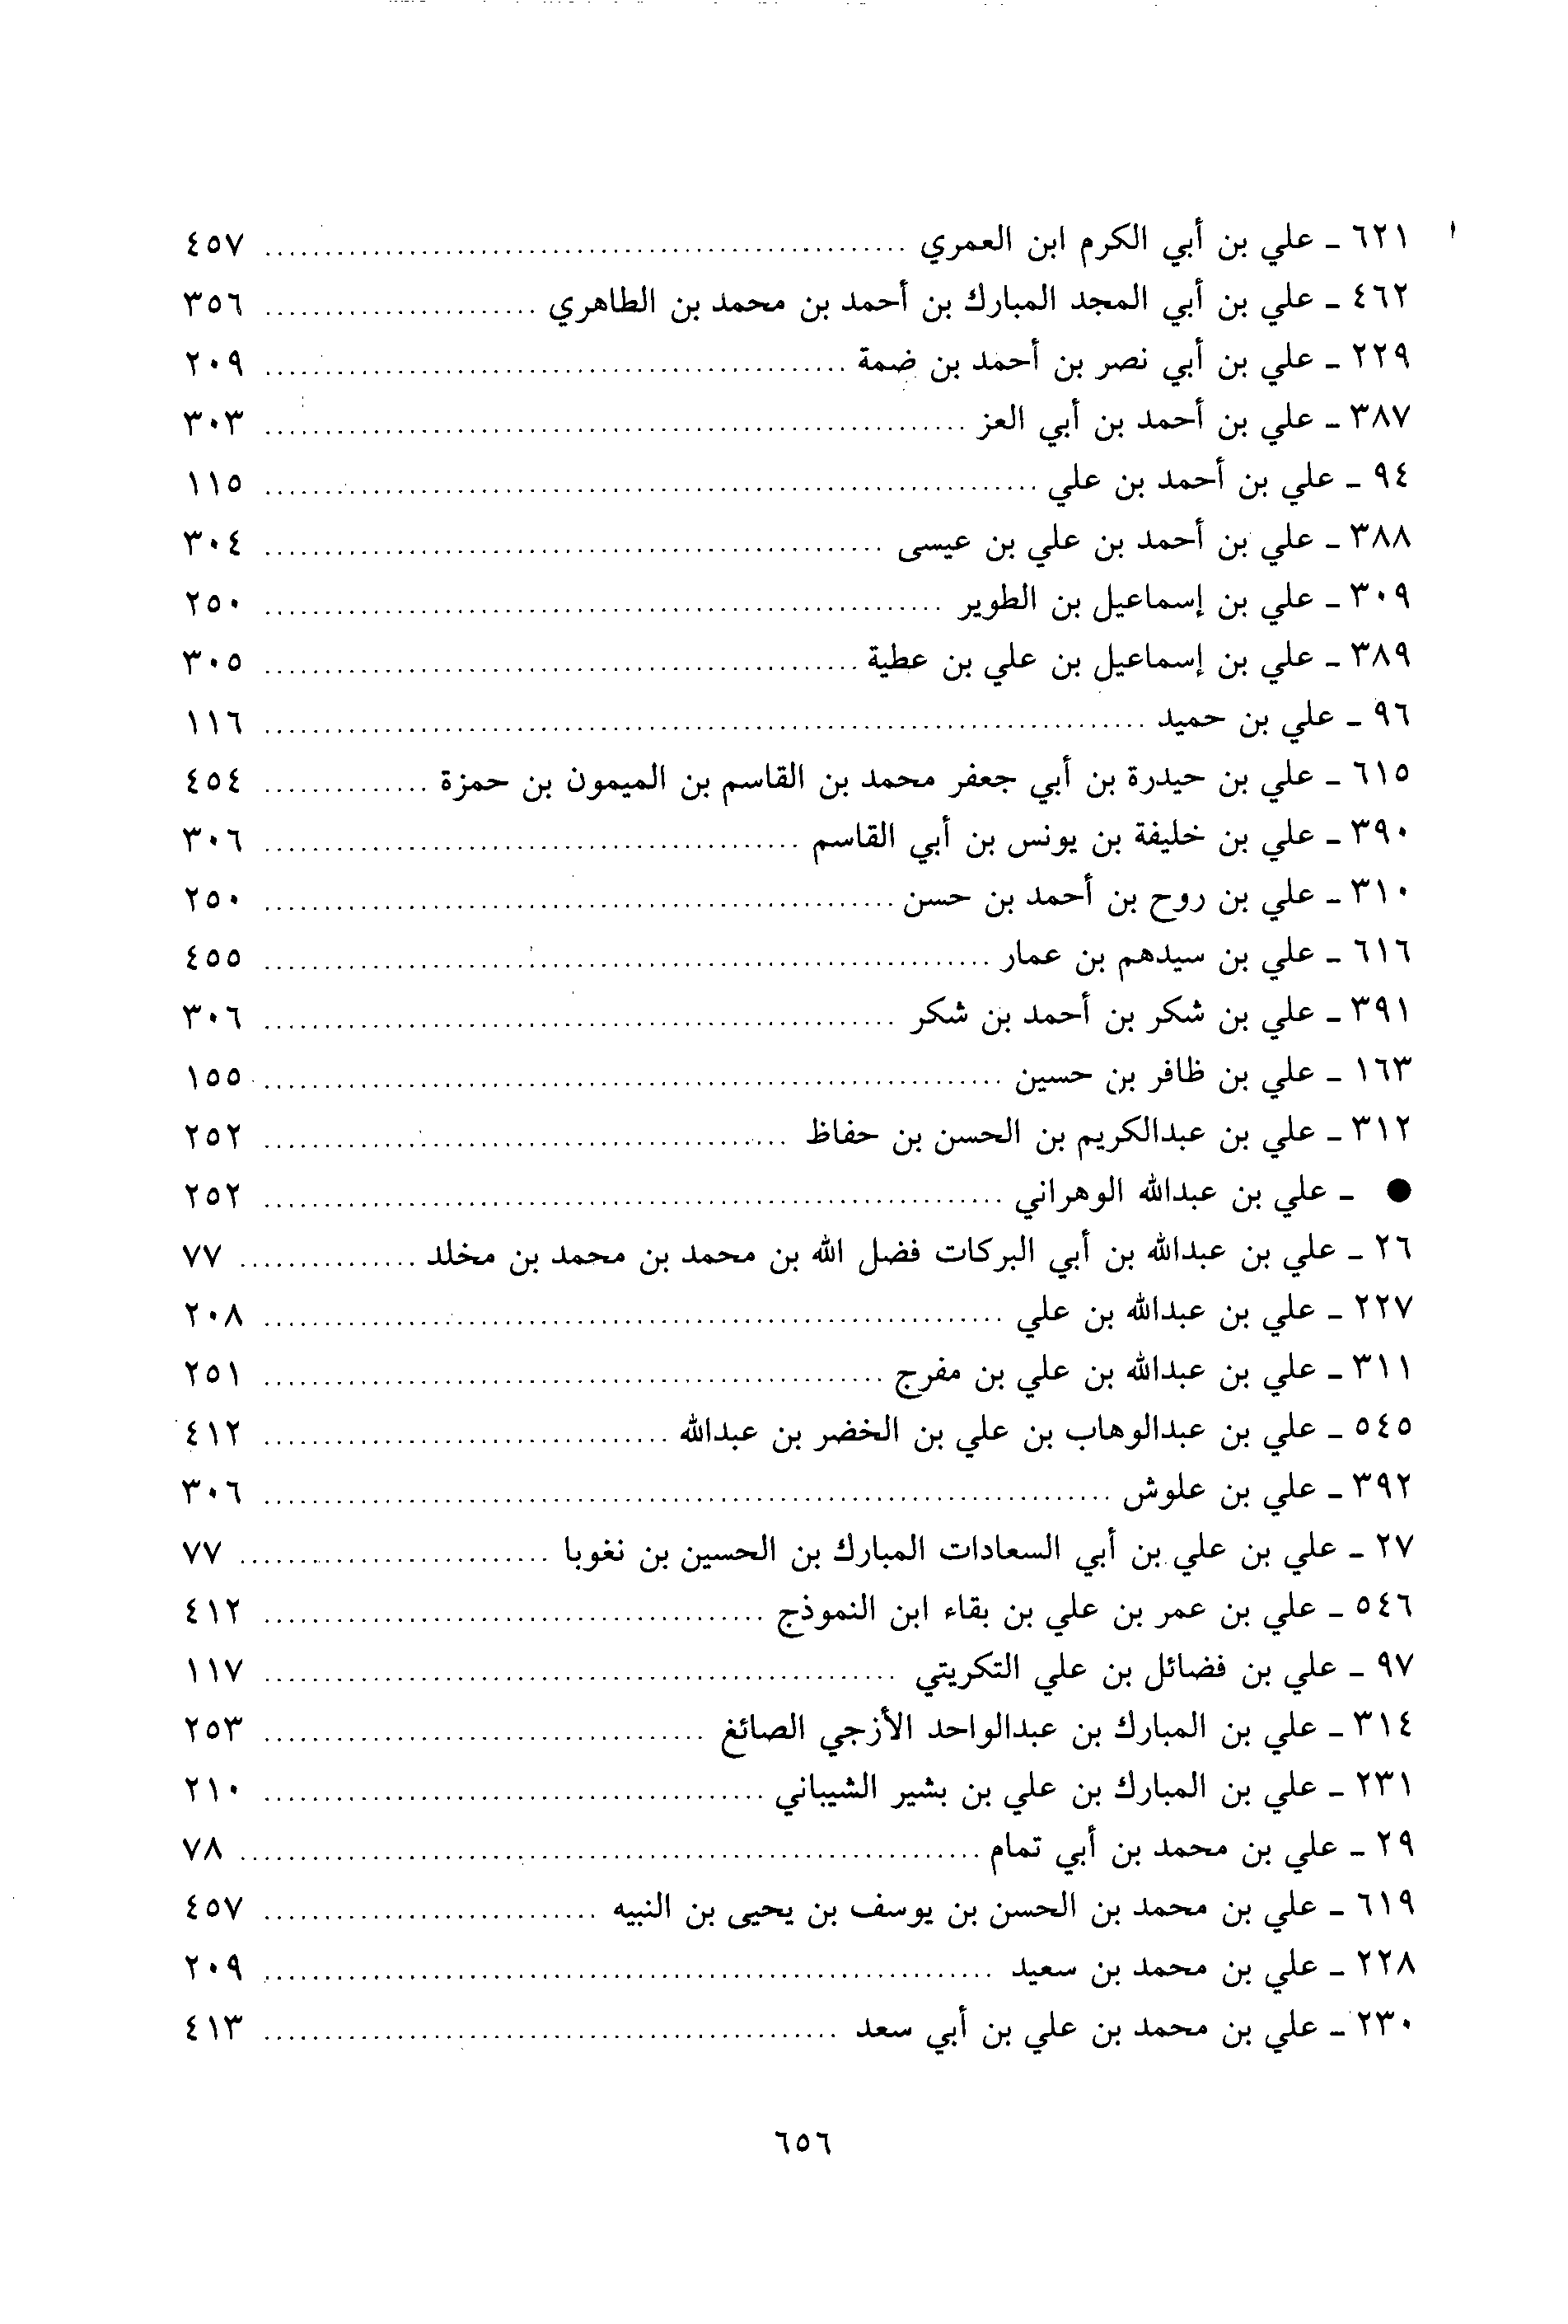 ٦٢١ ـ علي بن أبي الكرم ابن العمري ........ ٤٥٧
٤٦٢ ـ علي بن أبي المجد المبارك بن أحمد بن محمد بن الطاهري ........ ٣٥٦
٢٢٩ ـ علي بن أبي نصر بن أحمد بن ضمة ........ ٢٠٩
٣٨٧ ـ علي بن أحمد بن أبي العز ........ ٣٠٣
٩٤ ـ علي بن أحمد بن علي ........ ١١٥
٣٨٨ ـ علي بن أحمد بن علي بن عيسى ........ ٣٠٤
٣٠٩ ـ علي بن إسماعيل بن الطوير ........ ٢٥٠
٣٨٩ ـ علي بن إسماعيل بن علي بن عطية ........ ٣٠٥
٩٦ ـ علي بن حميد ........ ١١٦
٦١٥ ـ علي بن حيدرة بن أبي جعفر محمد بن القاسم بن الميمون بن حمزة ........ ٤٥٤
٣٩٠ ـ علي بن خليفة بن يونس بن أبي القاسم ........ ٣٠٦
٣١٠ ـ علي بن روح بن أحمد بن حسن ........ ٢٥٠
٦١٦ ـ علي بن سيدهم بن عمار ........ ٤٥٥
٣٩١ ـ علي بن شكر بن أحمد بن شكر ........ ٣٠٦
١٦٣ ـ علي بن ظافر بن حسين ........ ١٥٥
٣١٢ ـ علي بن عبدالكريم بن الحسن بن حفاظ ........ ٢٥٢
● ـ علي بن عبدالله الوهراني ........ ٢٥٢
٢٦ ـ علي بن عبدالله بن أبي البركات فضل الله بن محمد بن محمد بن مخلد ........ ٧٧
٢٢٧ ـ علي بن عبدالله بن علي ........ ٢٠٨
٣١١ ـ علي بن عبدالله بن علي بن مفرج ........ ٢٥١
٥٤٥ ـ علي بن عبدالوهاب بن علي بن الخضر بن عبدالله ........ ٤١٢
٣٩٢ ـ علي بن علوش ........ ٣٠٦
٢٧ ـ علي بن علي بن أبي السعادات المبارك بن الحسين بن نغوبا ........ ٧٧
٥٤٦ ـ علي بن عمر بن علي بن بقاء ابن النموذج ........ ٤١٢
٩٧ ـ علي بن فضائل بن علي التكريتي ........ ١١٧
٣١٤ ـ علي بن المبارك بن عبدالواحد الأزجي الصائغ ........ ٢٥٣
٢٣١ ـ علي بن المبارك بن علي بن بشير الشيباني ........ ٢١٠
٢٩ ـ علي بن محمد بن أبي تمام ........ ٧٨
٦١٩ ـ علي بن محمد بن الحسن بن يوسف بن يحيى بن النبيه ........ ٤٥٧
٢٢٨ ـ علي بن محمد بن سعيد ........ ٢٠٩
٢٣٠ ـ علي بن محمد بن علي بن أبي سعد ........ ٤١٣
٦٥٦